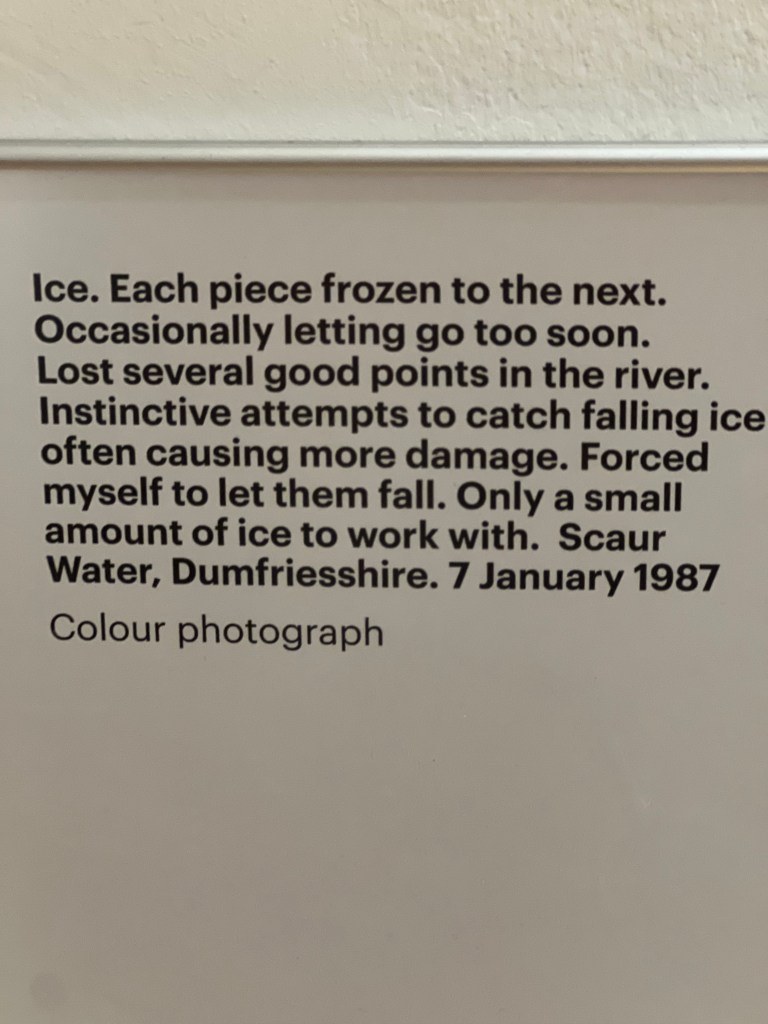 Ice. Each piece frozen to the next.
Occasionally letting go too soon.
Lost several good points in the river.
Instinctive attempts to catch falling ice
often causing more damage. Forced
myself to let them fall. Only a small
amount of ice to work with.  Scaur
Water, Dumfriesshire. 7 January 1987
Colour photograph